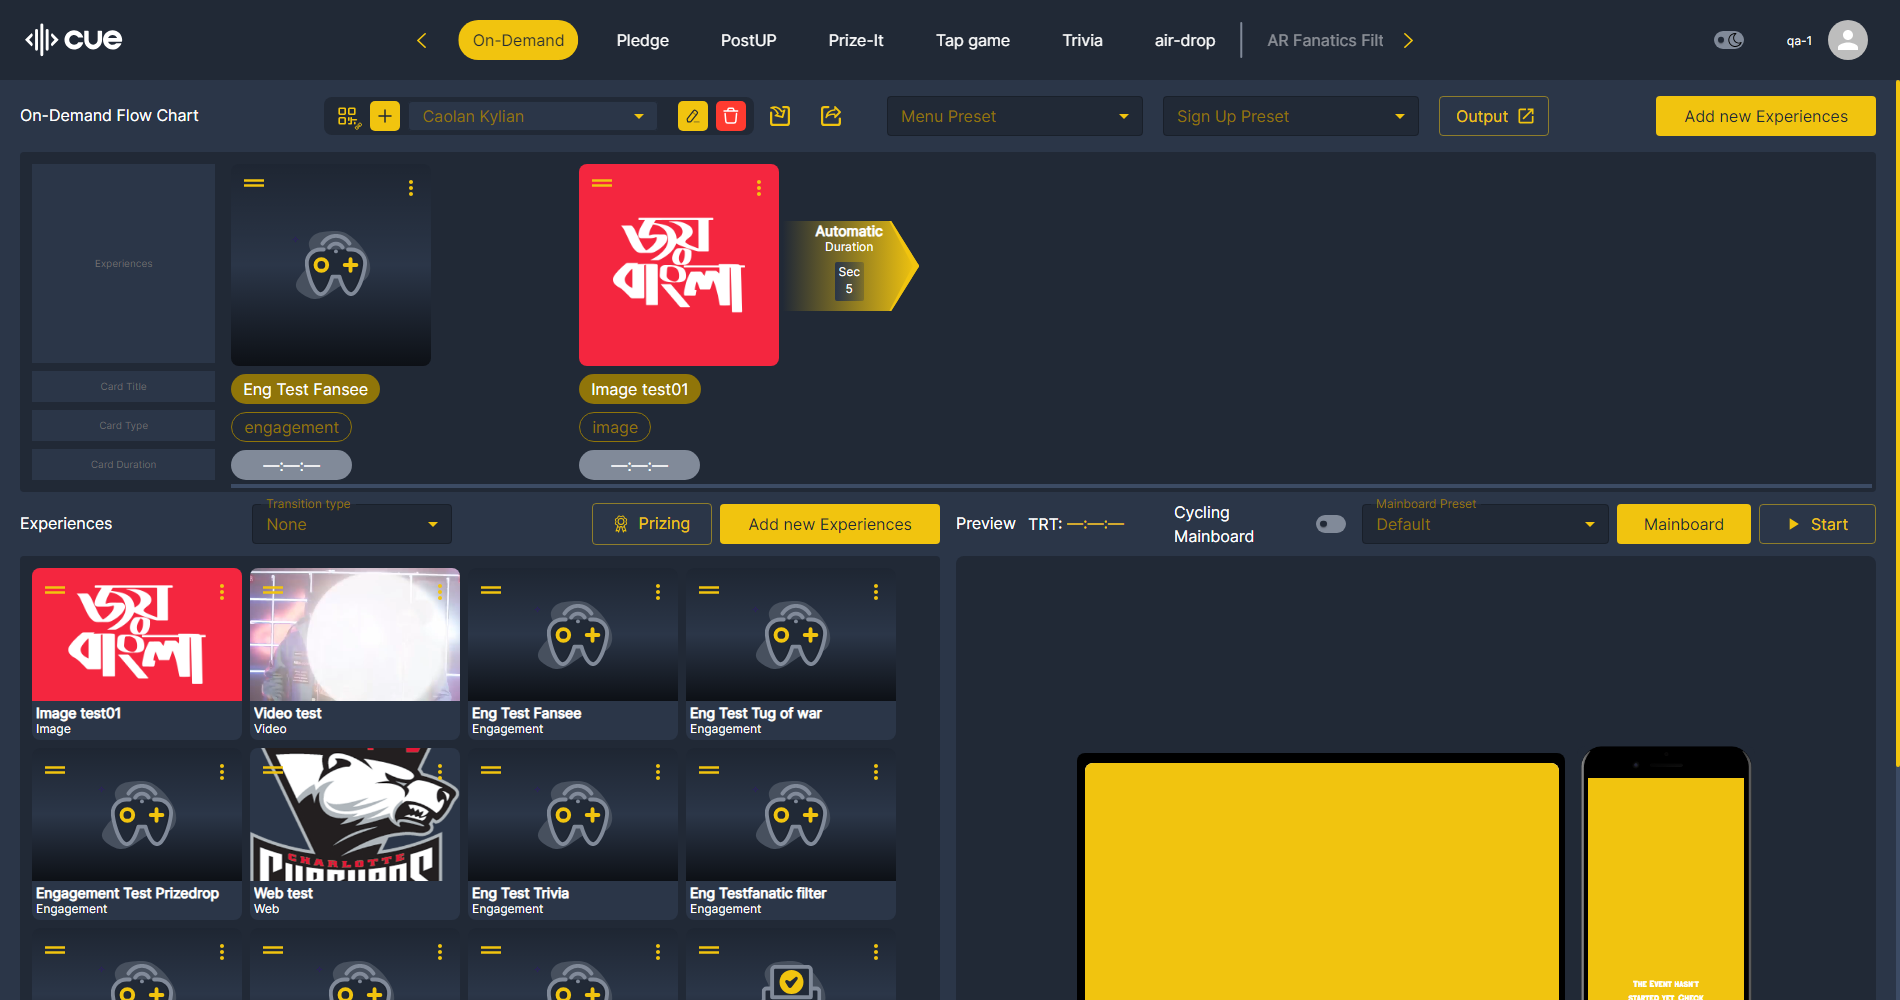 cue
On-Demand
Pledge
PostUP
Prize-It
Tap game
Trivia
air-drop
AR Fanatics Filt
qa-1
On-Demand Flow Chart
Caolan Kylian
Menu Preset
Sign Up Preset
Output
Add new Experiences
Experiences
জয়
বাংলা
Automatic
Duration
Sec
5
Card Title
Eng Test Fansee
Image test01
Card Type
engagement
image
Card Duration
—:—:—
—:—:—
Experiences
Transition type
None
Prizing
Add new Experiences
Preview
TRT: —:—:—
Cycling
Mainboard
Mainboard Preset
Default
Mainboard
Start
জয়
বাংলা
Image test01
Image
Video test
Video
Eng Test Fansee
Engagement
Eng Test Tug of war
Engagement
Engagement Test Prizedrop
Engagement
CHARLOTTE
Web test
Web
Eng Test Trivia
Engagement
Eng Testfanatic filter
Engagement
The Event hasn't
started yet. Check